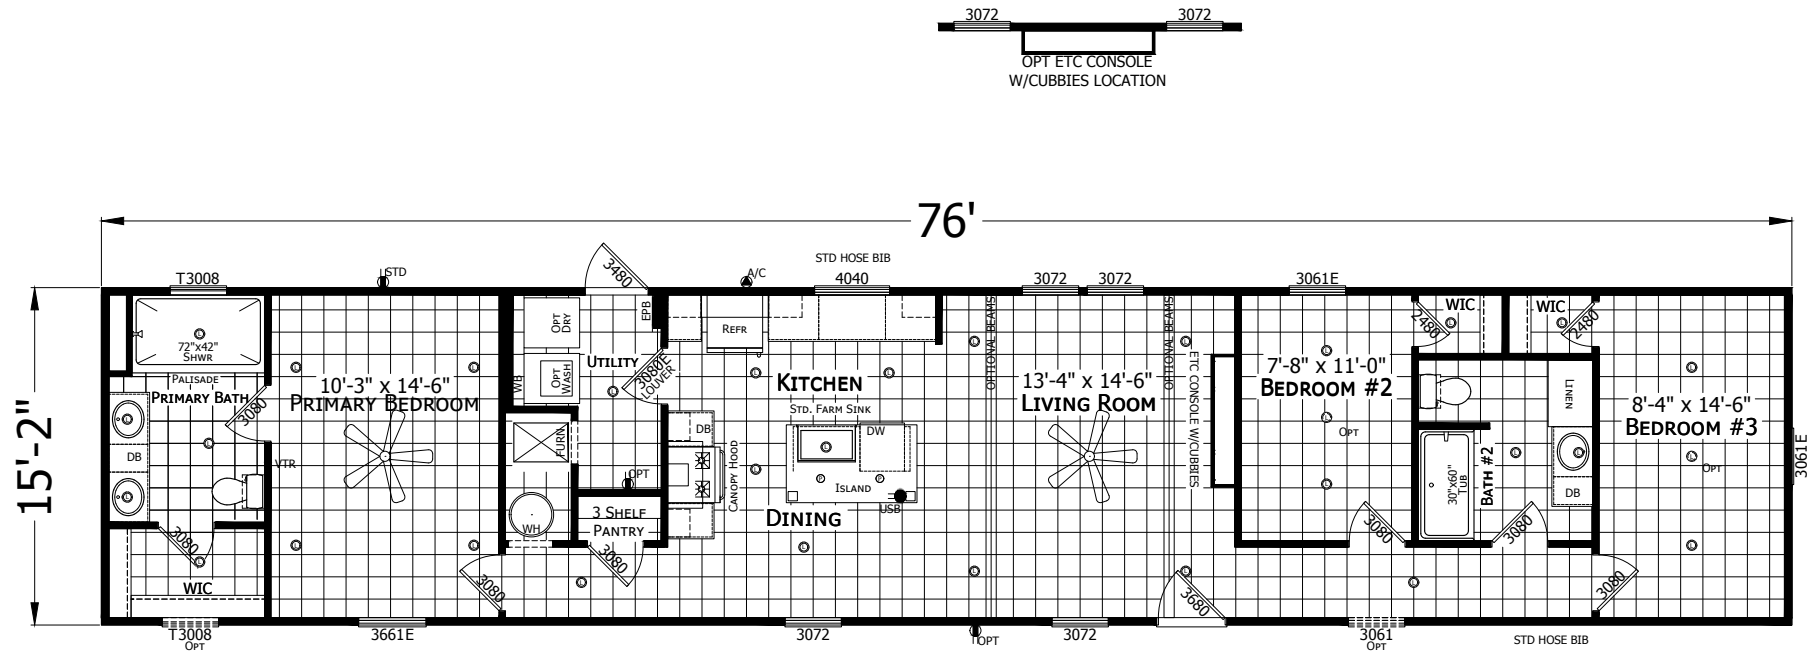 3072
3072
OPT ETC CONSOLE
W/CUBBIES LOCATION
76'
15'-2"
STD HOSE BIB
T3008
STD
3480
A/C
4040
3072
3072
3061E
72"x42"
SHWR
PALISADE
PRIMARY BATH
3080
DB
VTR
3080
WIC
T3008
OPT
10'-3" x 14'-6"
PRIMARY BEDROOM
3661E
3080
OPT
DRY
EPB
UTILITY
OPT
WASH
WB
3080E
LOUVER
FURN
WH
OPT
3 SHELF
PANTRY
3080
REFR
KITCHEN
STD. FARM SINK
DB
DW
CANOPY HOOD
P
P
ISLAND
USB
DINING
3072
OPTIONAL BEAMS
OPTIONAL BEAMS
13'-4" x 14'-6"
LIVING ROOM
ETC CONSOLE W/CUBBIES
OPT
3072
3680
7'-8" x 11'-0"
BEDROOM #2
OPT
3080
WIC
2480
WIC
2480
LINEN
30"x60"
TUB
BATH #2
DB
3080
8'-4" x 14'-6"
BEDROOM #3
OPT
3061E
3080
3061
OPT
STD HOSE BIB